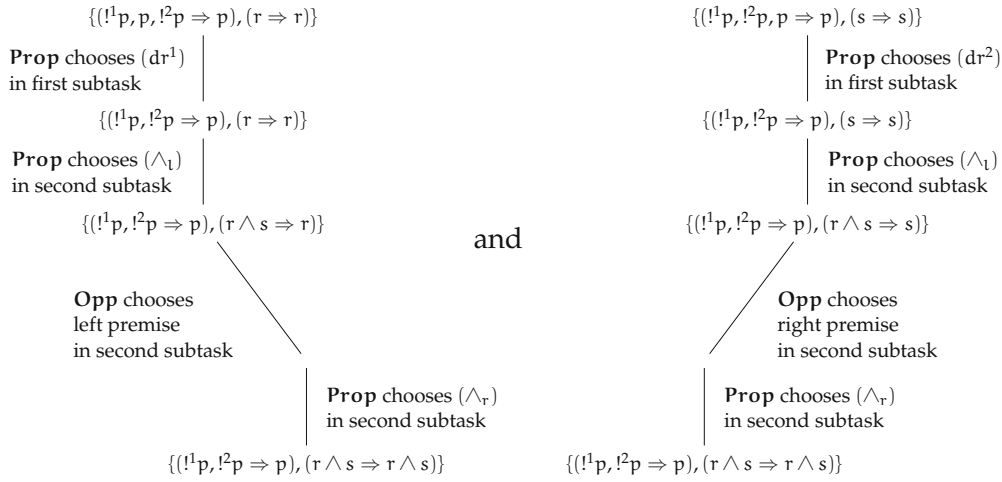 {(!¹p, p, !²p ⇒ p), (r ⇒ r)}
{(!¹p, !²p, p ⇒ p), (s ⇒ s)}
Prop chooses (dr¹)
in first subtask
Prop chooses (dr²)
in first subtask
{(!¹p, !²p ⇒ p), (r ⇒ r)}
{(!¹p, !²p ⇒ p), (s ⇒ s)}
Prop chooses (∧ₗ)
in second subtask
Prop chooses (∧ₗ)
in second subtask
{(!¹p, !²p ⇒ p), (r ∧ s ⇒ r)}
{(!¹p, !²p ⇒ p), (r ∧ s ⇒ s)}
and
Opp chooses
left premise
in second subtask
Opp chooses
right premise
in second subtask
Prop chooses (∧ᵣ)
in second subtask
Prop chooses (∧ᵣ)
in second subtask
{(!¹p, !²p ⇒ p), (r ∧ s ⇒ r ∧ s)}
{(!¹p, !²p ⇒ p), (r ∧ s ⇒ r ∧ s)}